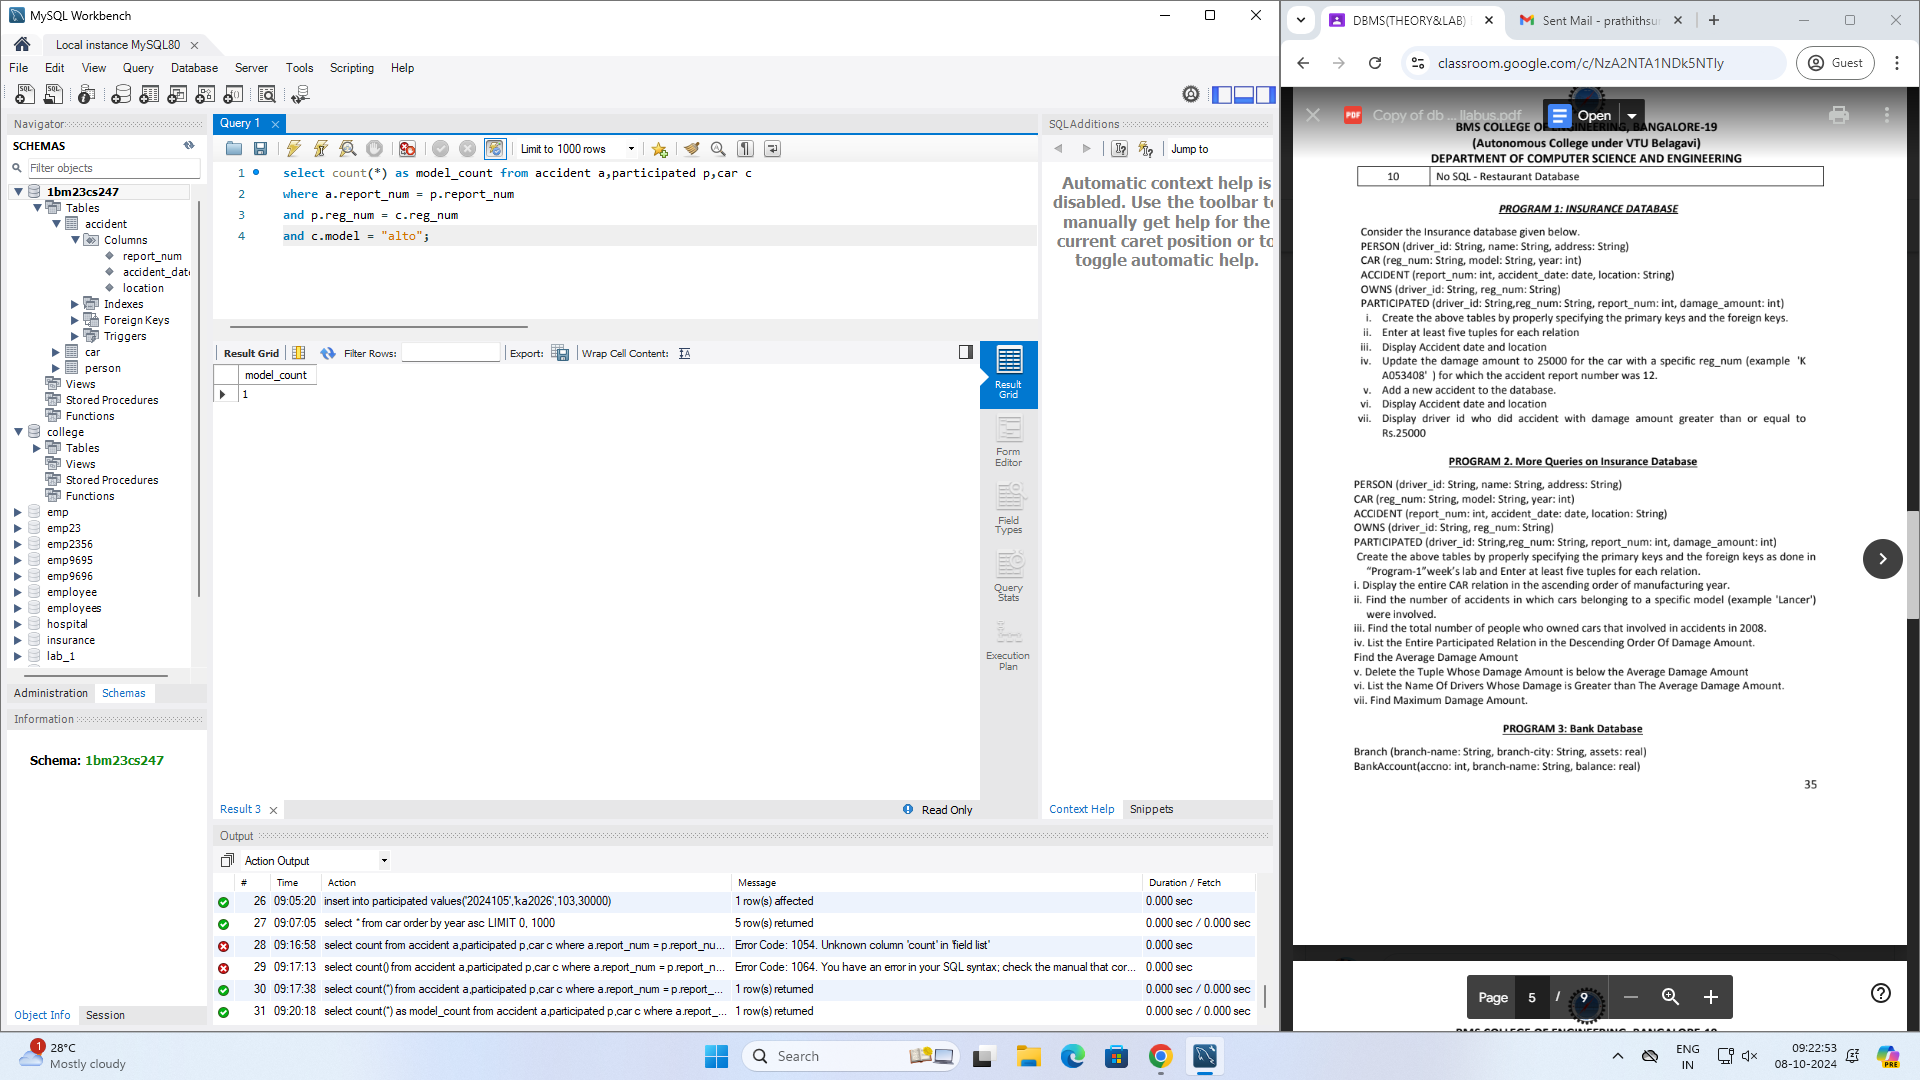 MySQL Workbench
Local instance MySQL80
File Edit View Query Database Server Tools Scripting Help
Navigator
SCHEMAS
Filter objects
1bm23cs247
Tables
accident
Columns
report_num
accident_date
location
Indexes
Foreign Keys
Triggers
car
person
Views
Stored Procedures
Functions
college
Tables
Views
Stored Procedures
Functions
emp
emp23
emp2356
emp9695
emp9696
employee
employees
hospital
insurance
lab_1
Administration Schemas
Information
Schema: 1bm23cs247
Object Info Session
Query 1
Limit to 1000 rows
1 select count(*) as model_count from accident a,participated p,car c
2 where a.report_num = p.report_num
3 and p.reg_num = c.reg_num
4 and c.model = "alto";
Result Grid Filter Rows: Export: Wrap Cell Content:
model_count
1
Result Grid
Form Editor
Field Types
Query Stats
Execution Plan
Result 3
Read Only
SQLAdditions
Jump to
Automatic context help is
disabled. Use the toolbar to
manually get help for the
current caret position or to
toggle automatic help.
Context Help Snippets
Output
Action Output
# Time Action Message Duration / Fetch
26 09:05:20 insert into participated values('2024105','ka2026',103,30000) 1 row(s) affected 0.000 sec
27 09:07:05 select * from car order by year asc LIMIT 0, 1000 5 row(s) returned 0.000 sec / 0.000 sec
28 09:16:58 select count from accident a,participated p,car c where a.report_num = p.report_nu... Error Code: 1054. Unknown column 'count' in 'field list' 0.000 sec
29 09:17:13 select count() from accident a,participated p,car c where a.report_num = p.report_n... Error Code: 1064. You have an error in your SQL syntax; check the manual that cor... 0.000 sec
30 09:17:38 select count(*) from accident a,participated p,car c where a.report_num = p.report_... 1 row(s) returned 0.000 sec / 0.000 sec
31 09:20:18 select count(*) as model_count from accident a,participated p,car c where a.report_... 1 row(s) returned 0.000 sec / 0.000 sec
DBMS(THEORY&LAB)
Sent Mail - prathithsu
classroom.google.com/c/NzA2NTA1NDk5NTIy
Guest
PDF Copy of db ... llabus.pdf
Open
BMS COLLEGE OF ENGINEERING, BANGALORE-19
(Autonomous College under VTU Belagavi)
DEPARTMENT OF COMPUTER SCIENCE AND ENGINEERING
10 No SQL - Restaurant Database
PROGRAM 1: INSURANCE DATABASE
Consider the Insurance database given below.
PERSON (driver_id: String, name: String, address: String)
CAR (reg_num: String, model: String, year: int)
ACCIDENT (report_num: int, accident_date: date, location: String)
OWNS (driver_id: String, reg_num: String)
PARTICIPATED (driver_id: String,reg_num: String, report_num: int, damage_amount: int)
i. Create the above tables by properly specifying the primary keys and the foreign keys.
ii. Enter at least five tuples for each relation
iii. Display Accident date and location
iv. Update the damage amount to 25000 for the car with a specific reg_num (example 'K
A053408' ) for which the accident report number was 12.
v. Add a new accident to the database.
vi. Display Accident date and location
vii. Display driver id who did accident with damage amount greater than or equal to
Rs.25000
PROGRAM 2. More Queries on Insurance Database
PERSON (driver_id: String, name: String, address: String)
CAR (reg_num: String, model: String, year: int)
ACCIDENT (report_num: int, accident_date: date, location: String)
OWNS (driver_id: String, reg_num: String)
PARTICIPATED (driver_id: String,reg_num: String, report_num: int, damage_amount: int)
Create the above tables by properly specifying the primary keys and the foreign keys as done in
“Program-1”week’s lab and Enter at least five tuples for each relation.
i. Display the entire CAR relation in the ascending order of manufacturing year.
ii. Find the number of accidents in which cars belonging to a specific model (example 'Lancer')
were involved.
iii. Find the total number of people who owned cars that involved in accidents in 2008.
iv. List the Entire Participated Relation in the Descending Order Of Damage Amount.
Find the Average Damage Amount
v. Delete the Tuple Whose Damage Amount is below the Average Damage Amount
vi. List the Name Of Drivers Whose Damage is Greater than The Average Damage Amount.
vii. Find Maximum Damage Amount.
PROGRAM 3: Bank Database
Branch (branch-name: String, branch-city: String, assets: real)
BankAccount(accno: int, branch-name: String, balance: real)
35
Page 5 / 9
BMS COLLEGE OF ENGINEERING, BANGALORE-19
1
28°C
Mostly cloudy
Search
ENG
IN
09:22:53
08-10-2024
PRE